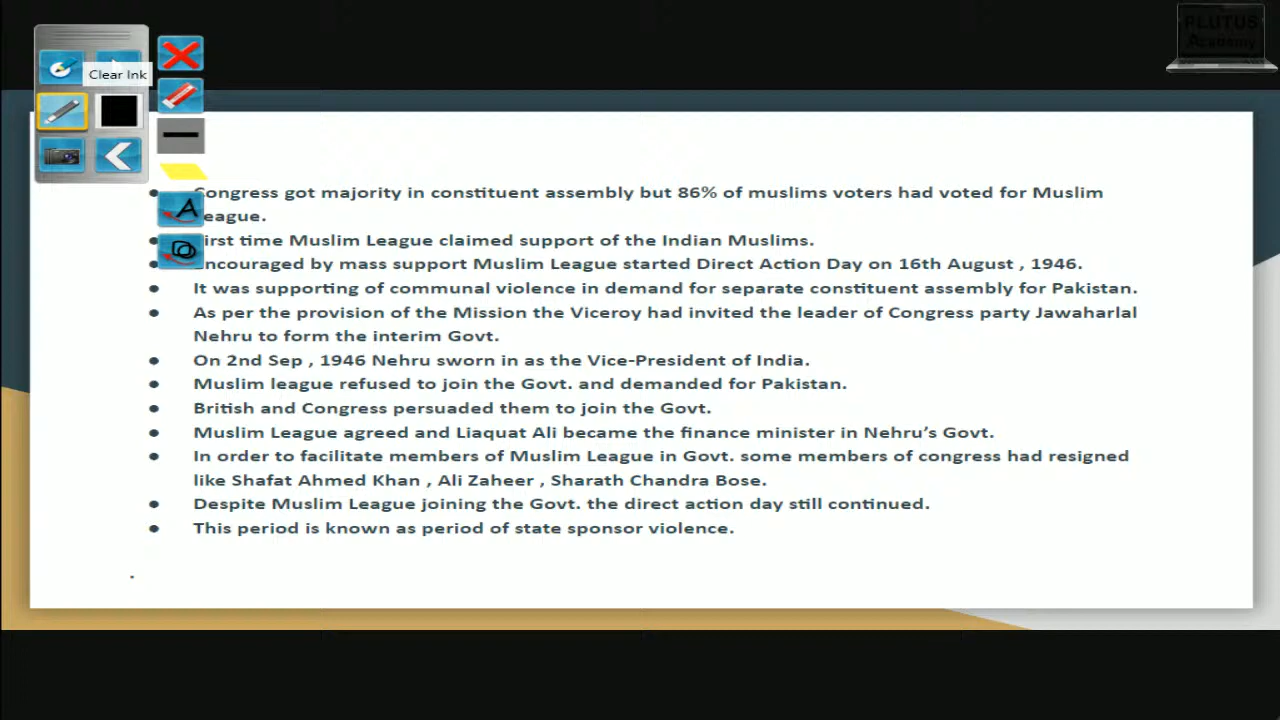 PLUTUS
Academy
Clear Ink
Congress got majority in constituent assembly but 86% of muslims voters had voted for Muslim
eague.
irst time Muslim League claimed support of the Indian Muslims.
ncouraged by mass support Muslim League started Direct Action Day on 16th August , 1946.
It was supporting of communal violence in demand for separate constituent assembly for Pakistan.
As per the provision of the Mission the Viceroy had invited the leader of Congress party Jawaharlal
Nehru to form the interim Govt.
On 2nd Sep , 1946 Nehru sworn in as the Vice-President of India.
Muslim league refused to join the Govt. and demanded for Pakistan.
British and Congress persuaded them to join the Govt.
Muslim League agreed and Liaquat Ali became the finance minister in Nehru’s Govt.
In order to facilitate members of Muslim League in Govt. some members of congress had resigned
like Shafat Ahmed Khan , Ali Zaheer , Sharath Chandra Bose.
Despite Muslim League joining the Govt. the direct action day still continued.
This period is known as period of state sponsor violence.